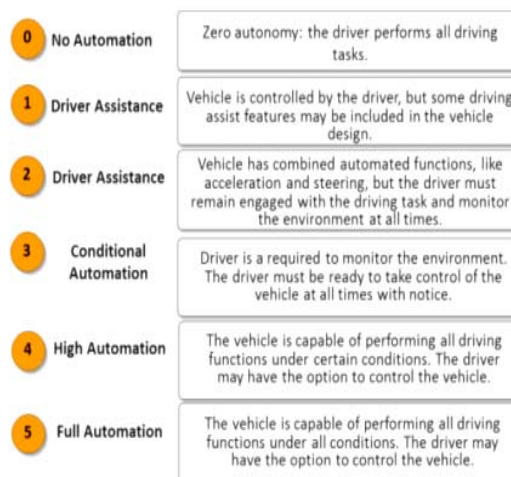 0
No Automation
Zero autonomy: the driver performs all driving
tasks.
1
Driver Assistance
Vehicle is controlled by the driver, but some driving
assist features may be included in the vehicle
design.
2
Driver Assistance
Vehicle has combined automated functions, like
acceleration and steering, but the driver must
remain engaged with the driving task and monitor
the environment at all times.
3
Conditional
Automation
Driver is a required to monitor the environment.
The driver must be ready to take control of the
vehicle at all times with notice.
4
High Automation
The vehicle is capable of performing all driving
functions under certain conditions. The driver
may have the option to control the vehicle.
5
Full Automation
The vehicle is capable of performing all driving
functions under all conditions. The driver may
have the option to control the vehicle.